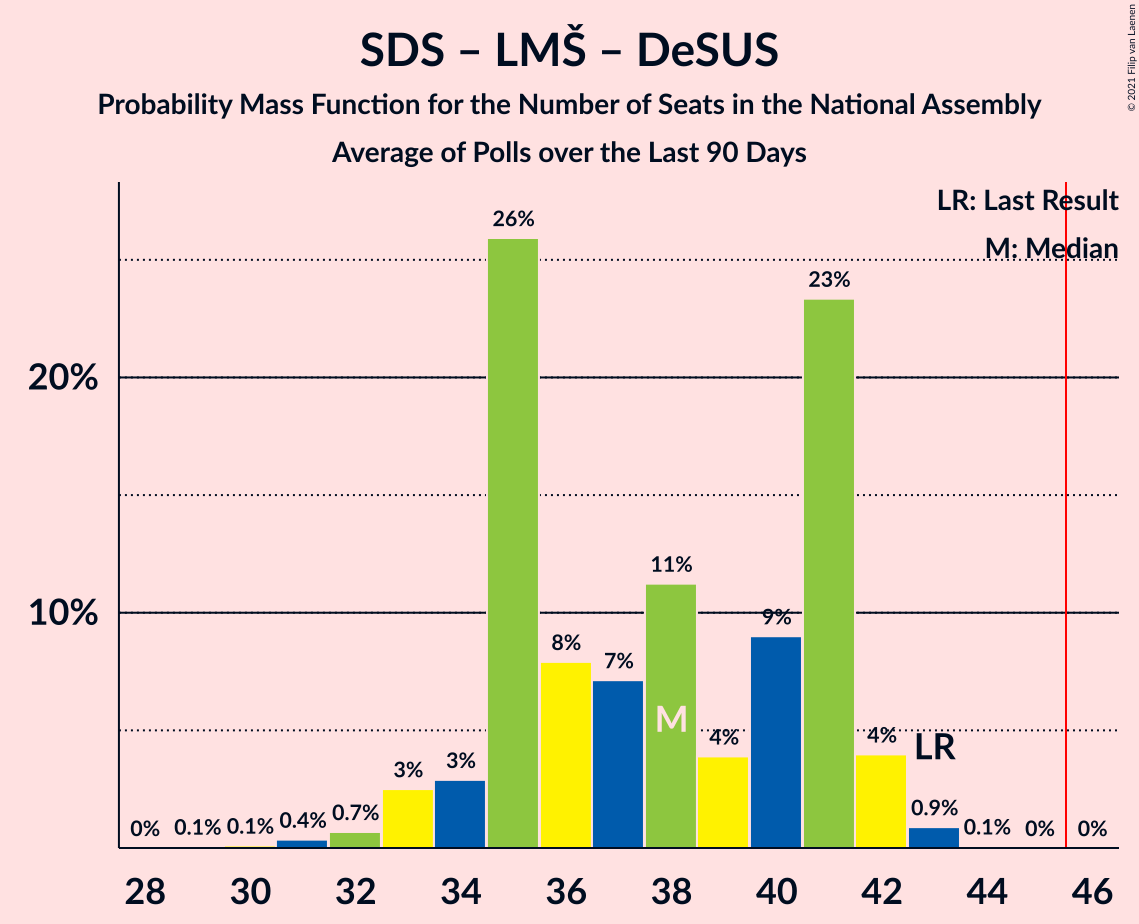 SDS – LMŠ – DeSUS
Probability Mass Function for the Number of Seats in the National Assembly
Average of Polls over the Last 90 Days
© 2021 Filip van Laenen
LR: Last Result
M: Median
20%
10%
0%
0.1%
0.1%
0.4%
0.7%
3%
3%
26%
8%
7%
11%
4%
9%
23%
4%
0.9%
0.1%
0%
0%
M
LR
28 30 32 34 36 38 40 42 44 46